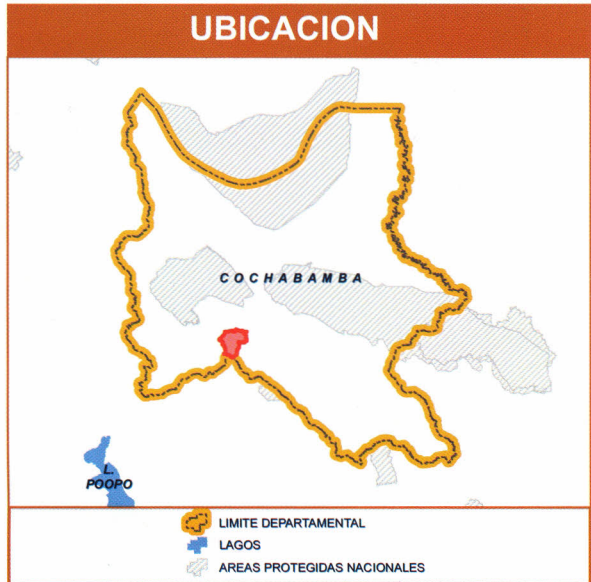 UBICACION
COCHABAMBA
L.
POOPO
LIMITE DEPARTAMENTAL
LAGOS
AREAS PROTEGIDAS NACIONALES